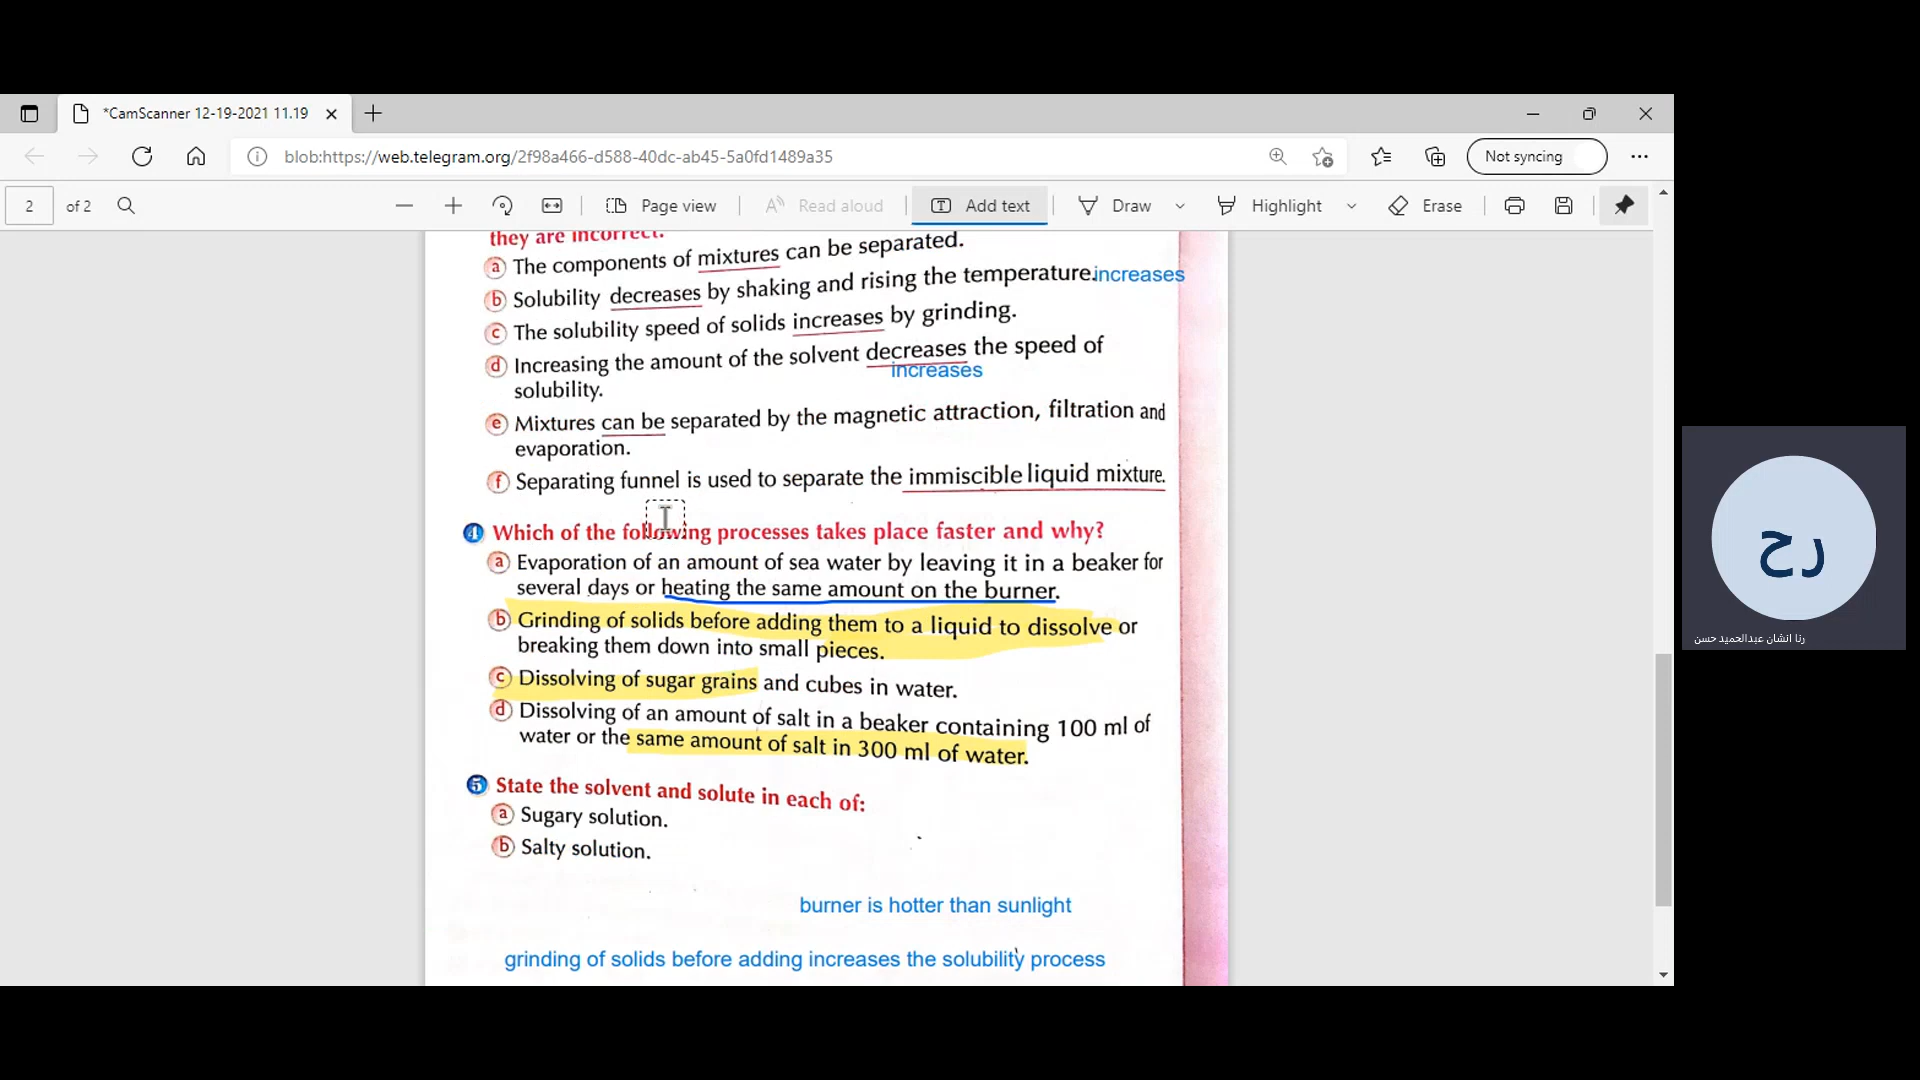 *CamScanner 12-19-2021 11.19
blob:https://web.telegram.org/2f98a466-d588-40dc-ab45-5a0fd1489a35
Not syncing
2 of 2
Page view
Read aloud
Add text
Draw
Highlight
Erase
they are incorrect.
a The components of mixtures can be separated.
b Solubility decreases by shaking and rising the temperature. increases
c The solubility speed of solids increases by grinding.
d Increasing the amount of the solvent decreases the speed of
increases
solubility.
e Mixtures can be separated by the magnetic attraction, filtration and
evaporation.
f Separating funnel is used to separate the immiscible liquid mixture.
4 Which of the following processes takes place faster and why?
a Evaporation of an amount of sea water by leaving it in a beaker for
several days or heating the same amount on the burner.
b Grinding of solids before adding them to a liquid to dissolve or
breaking them down into small pieces.
c Dissolving of sugar grains and cubes in water.
d Dissolving of an amount of salt in a beaker containing 100 ml of
water or the same amount of salt in 300 ml of water.
5 State the solvent and solute in each of:
a Sugary solution.
b Salty solution.
burner is hotter than sunlight
grinding of solids before adding increases the solubility process
رح
رنا انشان عبدالحميد حسن